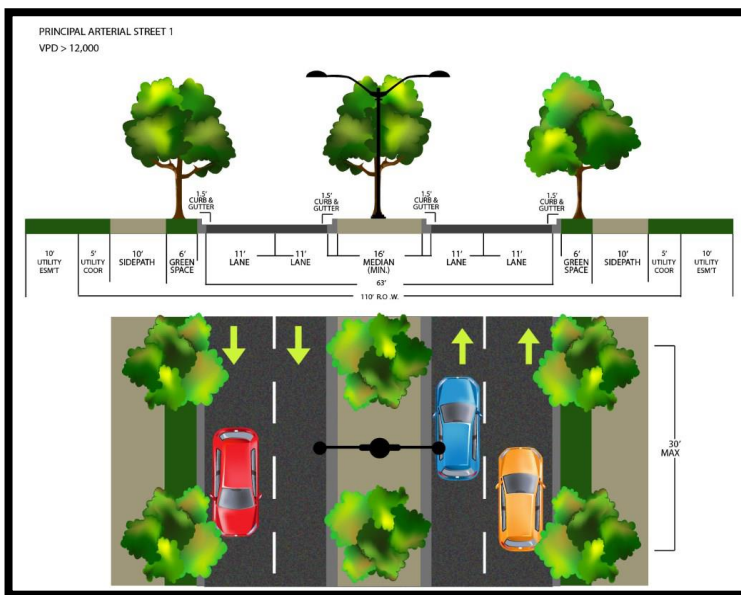 PRINCIPAL ARTERIAL STREET 1
VPD > 12,000
1.5'
CURB &
GUTTER
1.5'
CURB &
GUTTER
1.5'
CURB &
GUTTER
1.5'
CURB &
GUTTER
10'
UTILITY
ESM'T
5'
UTILITY
COOR
10'
SIDEPATH
6'
GREEN
SPACE
11'
LANE
11'
LANE
16'
MEDIAN
(MIN.)
11'
LANE
11'
LANE
6'
GREEN
SPACE
10'
SIDEPATH
5'
UTILITY
COOR
10'
UTILITY
ESM'T
63'
110' R.O .W.
30'
MAX